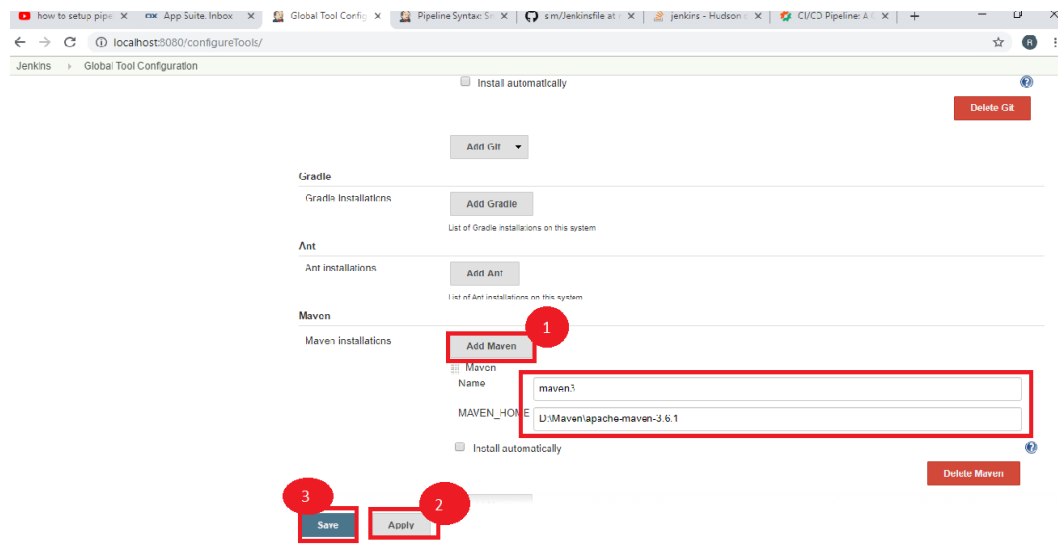 how to setup pipe
App Suite. Inbox
Global Tool Config
Pipeline Syntax: Sn
jenkins - Hudson
CI/CD Pipeline: A
localhost:8080/configureTools/
R
Jenkins
Global Tool Configuration
Install automatically
Delete Git
Add Git
Gradle
Gradle Installations
Add Gradle
List of Gradle installations on this system
Ant
Ant installations
Add Ant
List of Ant installations on this system
Maven
1
Maven installations
Add Maven
Maven
Name
maven3
MAVEN_HOME
D:\Maven\apache-maven-3.6.1
Install automatically
Delete Maven
3
2
Save
Apply